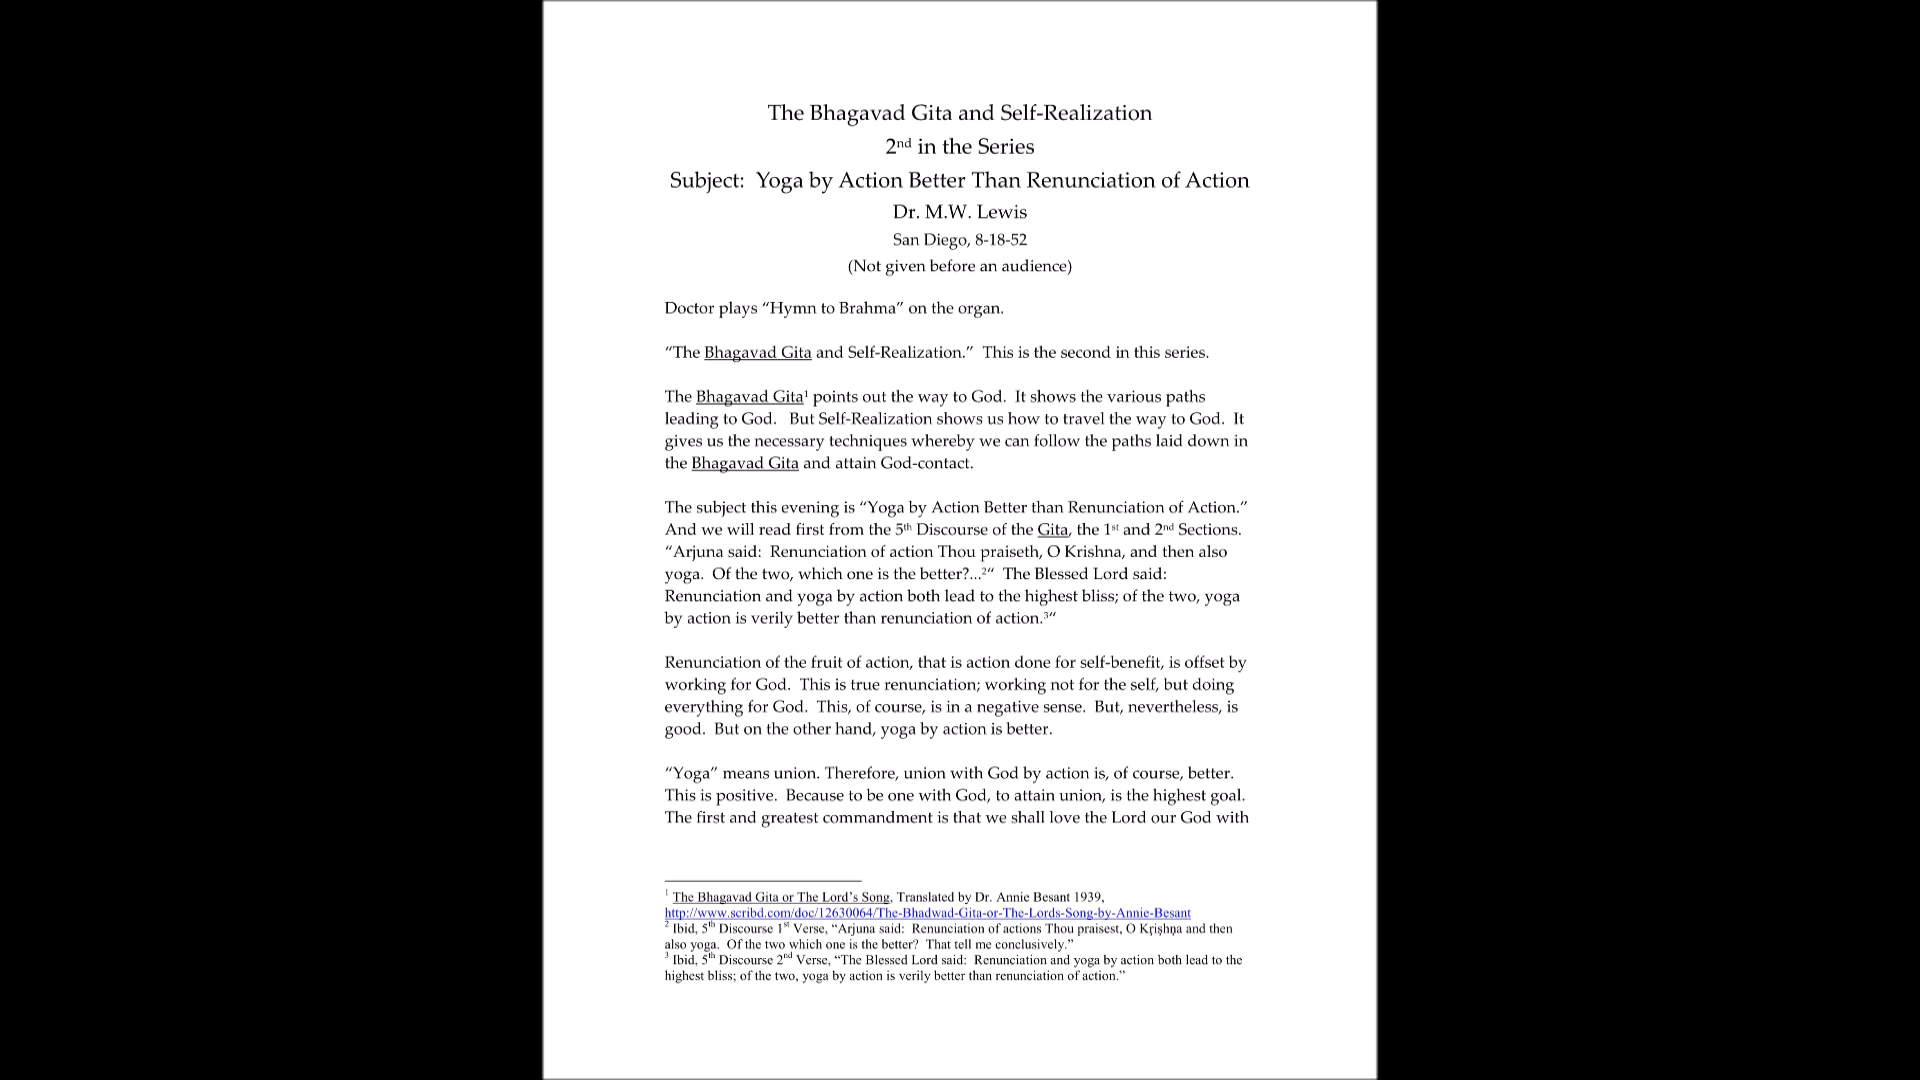 The Bhagavad Gita and Self-Realization
2nd in the Series
Subject:  Yoga by Action Better Than Renunciation of Action
Dr. M.W. Lewis
San Diego, 8-18-52
(Not given before an audience)
Doctor plays “Hymn to Brahma” on the organ.
“The Bhagavad Gita and Self-Realization.”  This is the second in this series.
The Bhagavad Gita1 points out the way to God.  It shows the various paths
leading to God.   But Self-Realization shows us how to travel the way to God.  It
gives us the necessary techniques whereby we can follow the paths laid down in
the Bhagavad Gita and attain God-contact.
The subject this evening is “Yoga by Action Better than Renunciation of Action.”
And we will read first from the 5th Discourse of the Gita, the 1st and 2nd Sections.
“Arjuna said:  Renunciation of action Thou praiseth, O Krishna, and then also
yoga.  Of the two, which one is the better?...2“  The Blessed Lord said:
Renunciation and yoga by action both lead to the highest bliss; of the two, yoga
by action is verily better than renunciation of action.3“
Renunciation of the fruit of action, that is action done for self-benefit, is offset by
working for God.  This is true renunciation; working not for the self, but doing
everything for God.  This, of course, is in a negative sense.  But, nevertheless, is
good.  But on the other hand, yoga by action is better.
“Yoga” means union. Therefore, union with God by action is, of course, better.
This is positive.  Because to be one with God, to attain union, is the highest goal.
The first and greatest commandment is that we shall love the Lord our God with
1 The Bhagavad Gita or The Lord’s Song, Translated by Dr. Annie Besant 1939,
http://www.scribd.com/doc/12630064/The-Bhadwad-Gita-or-The-Lords-Song-by-Annie-Besant
2 Ibid, 5th Discourse 1st Verse, “Arjuna said:  Renunciation of actions Thou praisest, O Kṛiṣhṇa and then
also yoga.  Of the two which one is the better?  That tell me conclusively.”
3 Ibid, 5th Discourse 2nd Verse, “The Blessed Lord said:  Renunciation and yoga by action both lead to the
highest bliss; of the two, yoga by action is verily better than renunciation of action.”